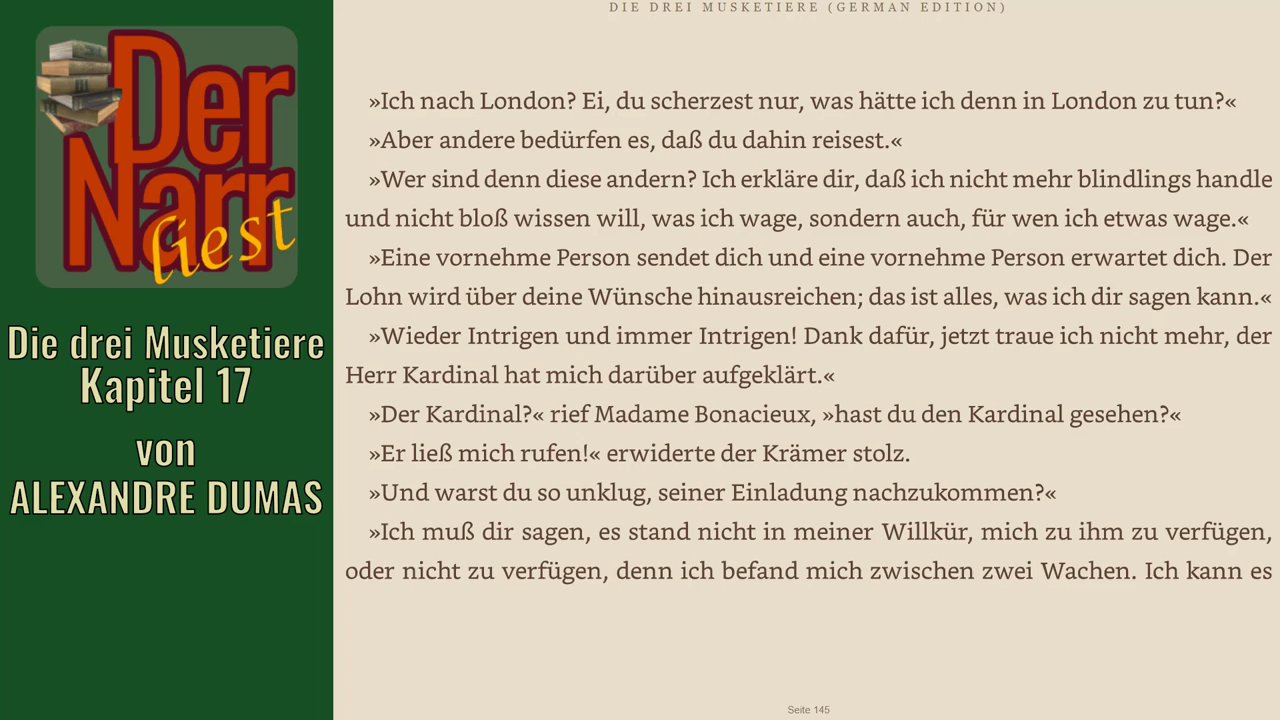 Der
Narr
liest
Die drei Musketiere
Kapitel 17
von
ALEXANDRE DUMAS
DIE DREI MUSKETIERE (GERMAN EDITION)
»Ich nach London? Ei, du scherzest nur, was hätte ich denn in London zu tun?«
»Aber andere bedürfen es, daß du dahin reisest.«
»Wer sind denn diese andern? Ich erkläre dir, daß ich nicht mehr blindlings handle
und nicht bloß wissen will, was ich wage, sondern auch, für wen ich etwas wage.«
»Eine vornehme Person sendet dich und eine vornehme Person erwartet dich. Der
Lohn wird über deine Wünsche hinausreichen; das ist alles, was ich dir sagen kann.«
»Wieder Intrigen und immer Intrigen! Dank dafür, jetzt traue ich nicht mehr, der
Herr Kardinal hat mich darüber aufgeklärt.«
»Der Kardinal?« rief Madame Bonacieux, »hast du den Kardinal gesehen?«
»Er ließ mich rufen!« erwiderte der Krämer stolz.
»Und warst du so unklug, seiner Einladung nachzukommen?«
»Ich muß dir sagen, es stand nicht in meiner Willkür, mich zu ihm zu verfügen,
oder nicht zu verfügen, denn ich befand mich zwischen zwei Wachen. Ich kann es
Seite 145